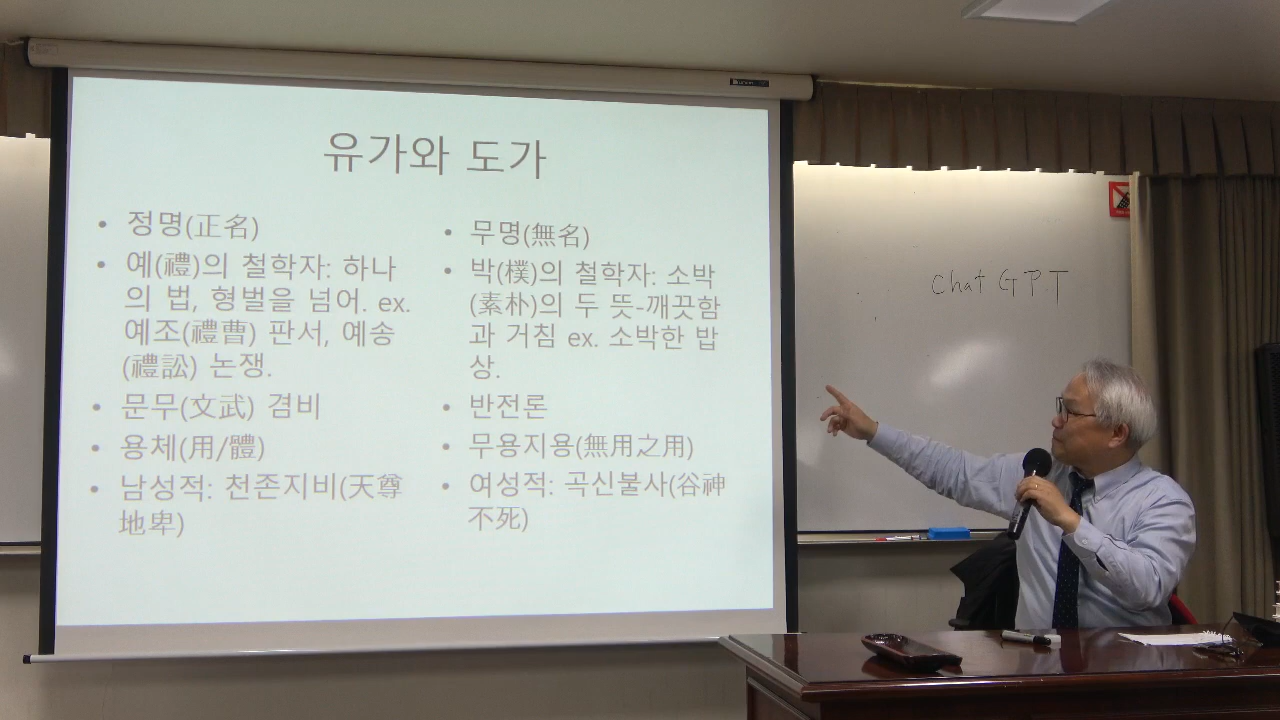 유가와 도가
• 정명(正名)
• 예(禮)의 철학자: 하나
의 법, 형벌을 넘어. ex.
예조(禮曹) 판서, 예송
(禮訟) 논쟁.
• 문무(文武) 겸비
• 용체(用/體)
• 남성적: 천존지비(天尊
地卑)
• 무명(無名)
• 박(樸)의 철학자: 소박
(素朴)의 두 뜻-깨끗함
과 거침 ex. 소박한 밥
상.
• 반전론
• 무용지용(無用之用)
• 여성적: 곡신불사(谷神
不死)
Chat GPT